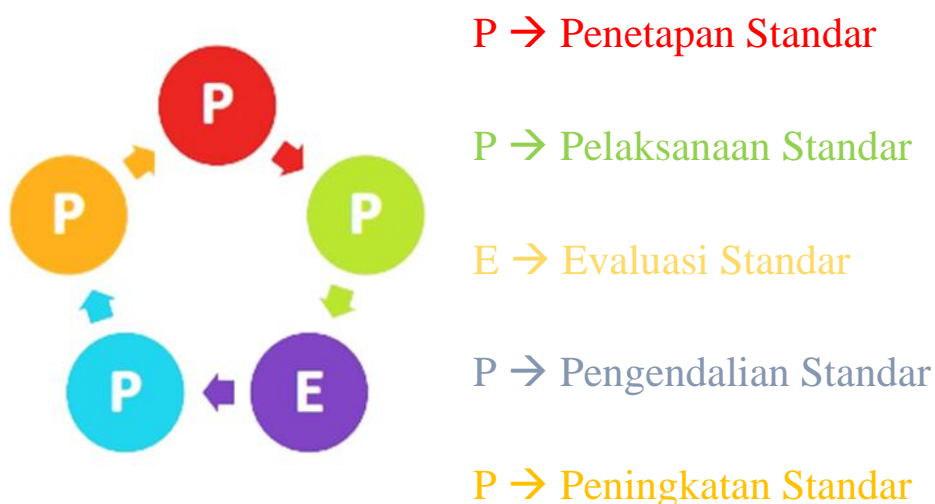 P
P
E
P
P
P → Penetapan Standar
P → Pelaksanaan Standar
E → Evaluasi Standar
P → Pengendalian Standar
P → Peningkatan Standar